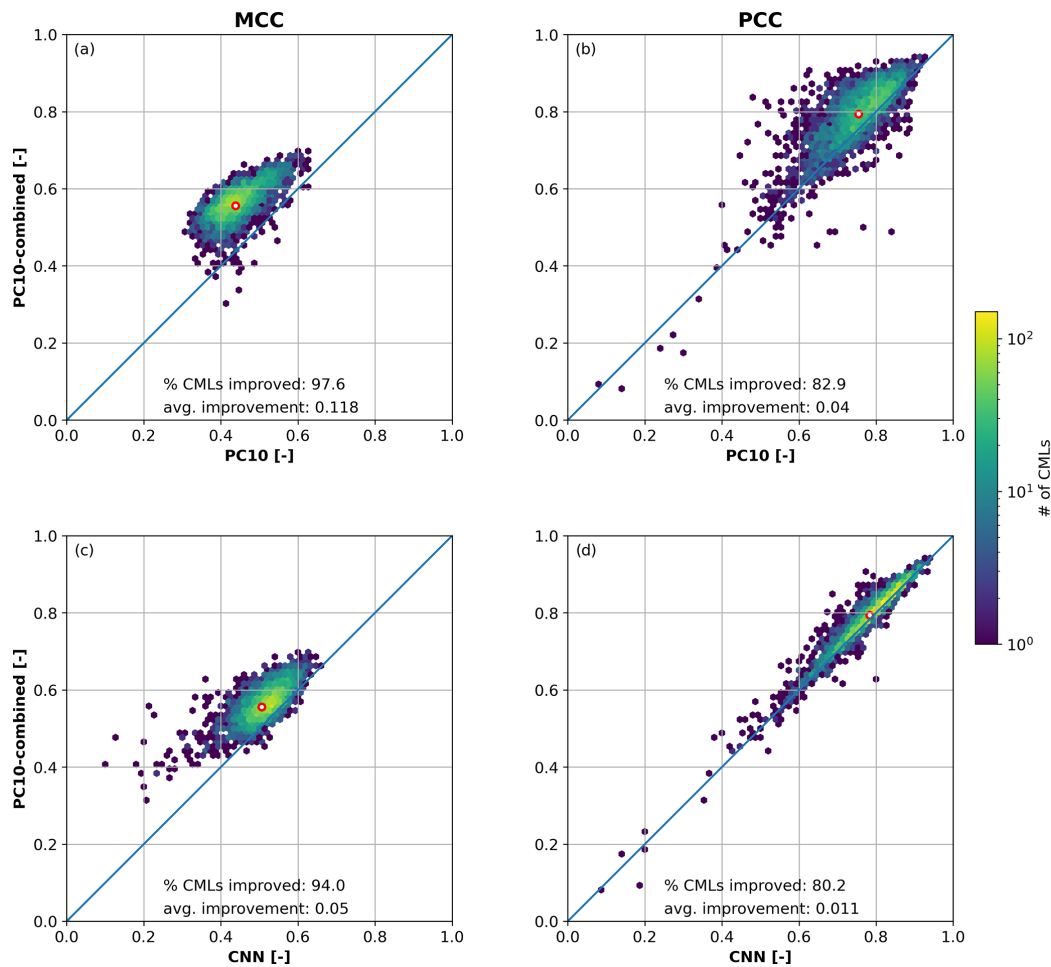 MCC
PCC
(a)
1.0
0.8
0.6
0.4
0.2
0.0
PC10-combined [-]
% CMLs improved: 97.6
avg. improvement: 0.118
0.0 0.2 0.4 0.6 0.8 1.0
PC10 [-]
(b)
1.0
0.8
0.6
0.4
0.2
0.0
% CMLs improved: 82.9
avg. improvement: 0.04
0.0 0.2 0.4 0.6 0.8 1.0
PC10 [-]
(c)
1.0
0.8
0.6
0.4
0.2
0.0
PC10-combined [-]
% CMLs improved: 94.0
avg. improvement: 0.05
0.0 0.2 0.4 0.6 0.8 1.0
CNN [-]
(d)
1.0
0.8
0.6
0.4
0.2
0.0
% CMLs improved: 80.2
avg. improvement: 0.011
0.0 0.2 0.4 0.6 0.8 1.0
CNN [-]
10²
10¹
10⁰
# of CMLs